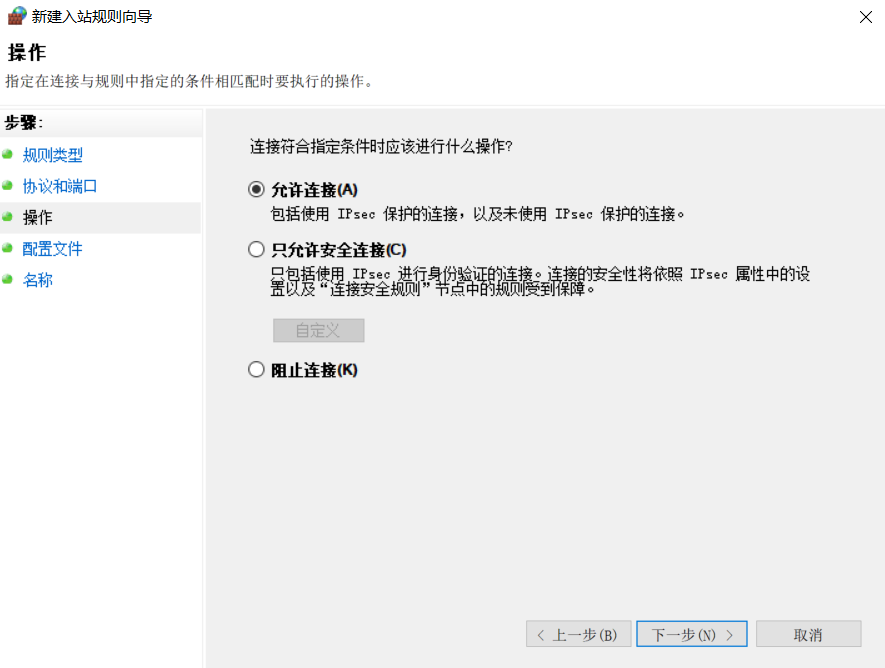 新建入站规则向导
操作
指定在连接与规则中指定的条件相匹配时要执行的操作。
步骤:
规则类型
协议和端口
操作
配置文件
名称
连接符合指定条件时应该进行什么操作?
允许连接(A)
包括使用 IPsec 保护的连接，以及未使用 IPsec 保护的连接。
只允许安全连接(C)
只包括使用 IPsec 进行身份验证的连接。连接的安全性将依照 IPsec 属性中的设
置以及“连接安全规则”节点中的规则受到保障。
自定义
阻止连接(K)
< 上一步(B)
下一步(N) >
取消